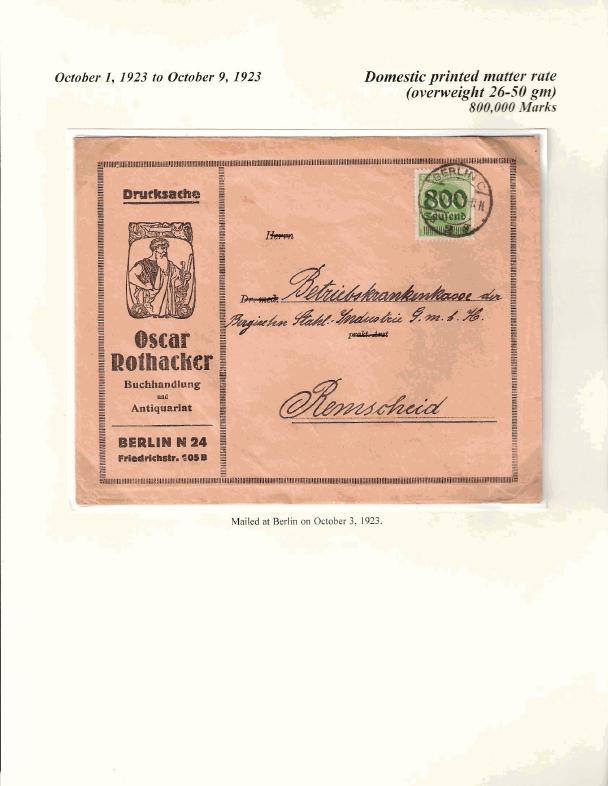 October 1, 1923 to October 9, 1923
Domestic printed matter rate
(overweight 26-50 gm)
800,000 Marks
Drucksache
BERLIN C
800
Tausend
Herrn
Dr. med. Betriebskrankenkasse der
Bergischen Stahl-Industrie G.m.b.H.
prakt. Arzt
Remscheid
Oscar
Rothacker
Buchhandlung
und
Antiquariat
BERLIN N 24
Friedrichstr. 105 B
Mailed at Berlin on October 3, 1923.